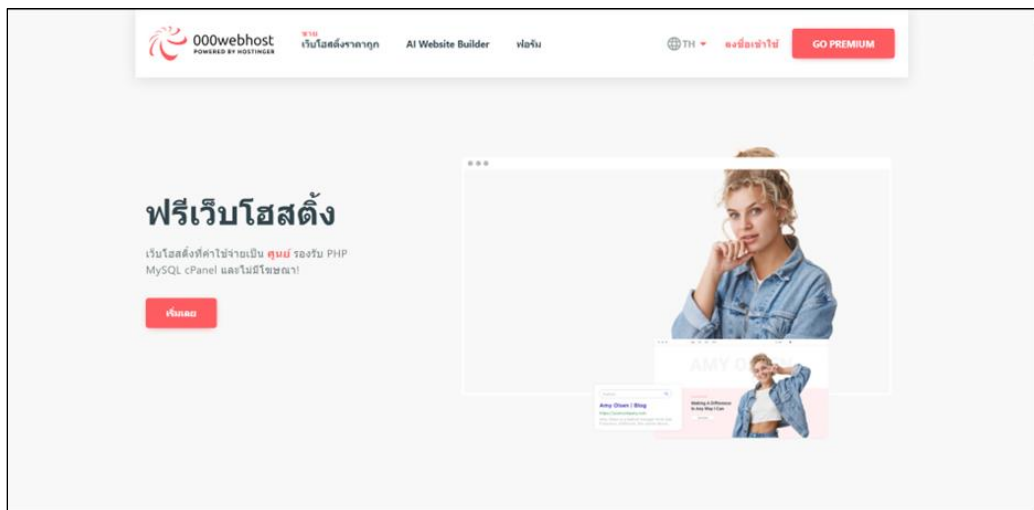 000webhost
POWERED BY HOSTINGER
ขาย
เว็บโฮสติ้งราคาถูก
AI Website Builder
ฟอรัม
TH
ลงชื่อเข้าใช้
GO PREMIUM
ฟรีเว็บโฮสติ้ง
เว็บโฮสติ้งที่ค่าใช้จ่ายเป็น ศูนย์ รองรับ PHP
MySQL cPanel และไม่มีโฆษณา!
เริ่มเลย
AMY
Amy Olsen | Blog
Making A Difference
In Any Way I Can